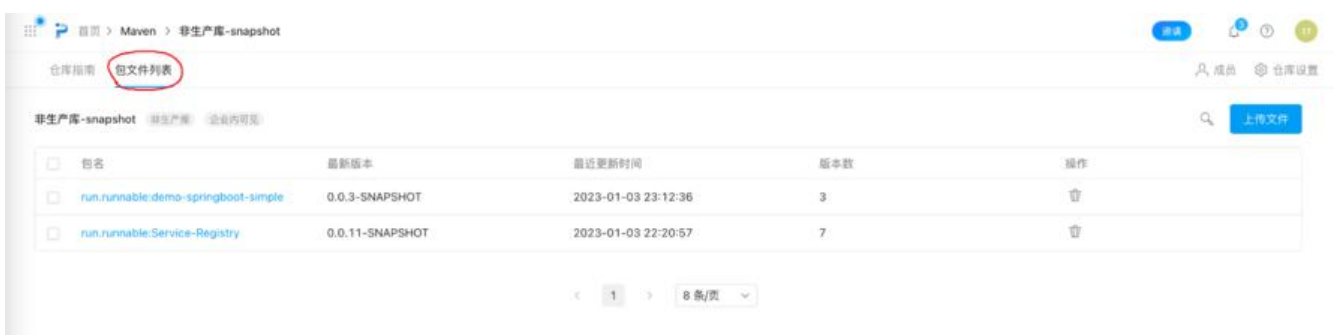 首页 > Maven > 非生产库-snapshot
邀请
3
仓库指南 包文件列表
成员 仓库设置
非生产库-snapshot 非生产库 企业内可见
上传文件
包名 最新版本 最近更新时间 版本数 操作
run.runnable:demo-springboot-simple 0.0.3-SNAPSHOT 2023-01-03 23:12:36 3
run.runnable:Service-Registry 0.0.11-SNAPSHOT 2023-01-03 22:20:57 7
< 1 > 8 条/页